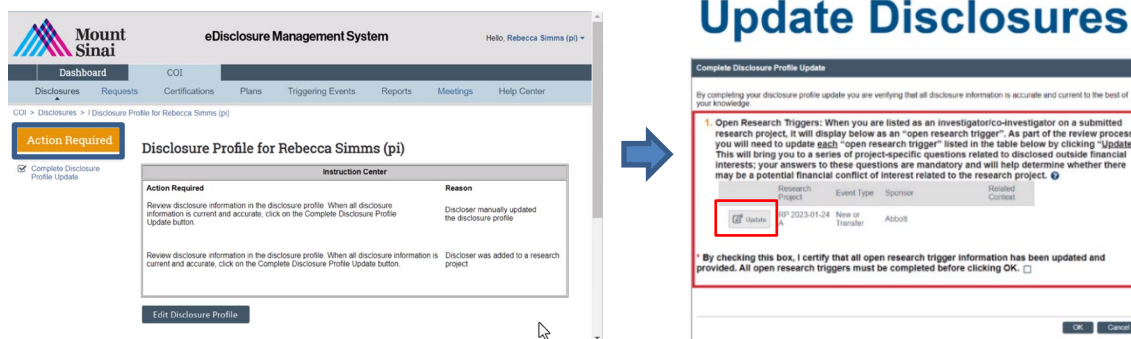 Mount
Sinai
eDisclosure Management System
Hello, Rebecca Simms (pi)
Dashboard
COI
Disclosures Requests Certifications Plans Triggering Events Reports Meetings Help Center
COI > Disclosures > I Disclosure Profile for Rebecca Simms (pi)
Action Required
Complete Disclosure
Profile Update
Disclosure Profile for Rebecca Simms (pi)
Instruction Center
Action Required Reason
Review disclosure information in the disclosure profile. When all disclosure
information is current and accurate, click on the Complete Disclosure Profile
Update button.
Discloser manually updated
the disclosure profile
Review disclosure information in the disclosure profile. When all disclosure information is
current and accurate, click on the Complete Disclosure Profile Update button.
Discloser was added to a research
project
Edit Disclosure Profile
Update Disclosures
Complete Disclosure Profile Update
By completing your disclosure profile update you are verifying that all disclosure information is accurate and current to the best of
your knowledge.
1. Open Research Triggers: When you are listed as an investigator/co-investigator on a submitted
research project, it will display below as an "open research trigger". As part of the review process
you will need to update each "open research trigger" listed in the table below by clicking "Update
This will bring you to a series of project-specific questions related to disclosed outside financial
interests; your answers to these questions are mandatory and will help determine whether there
may be a potential financial conflict of interest related to the research project.
Research
Project
Event Type
Sponsor
Related
Context
Update
RP 2023-01-24
A
New or
Transfer
Abbott
* By checking this box, I certify that all open research trigger information has been updated and
provided. All open research triggers must be completed before clicking OK.
OK Cancel